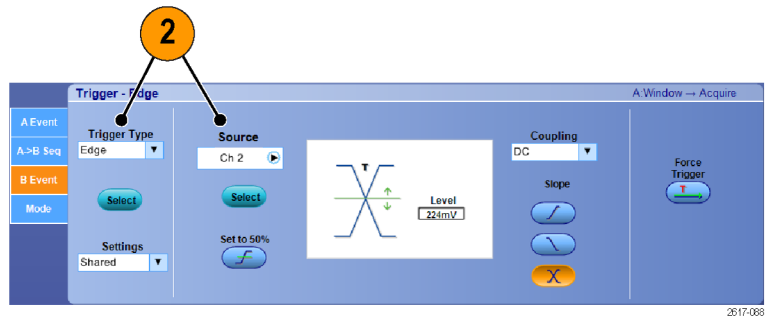 2
Trigger - Edge
A:Window → Acquire
A Event
A->B Seq
B Event
Mode
Trigger Type
Edge
Select
Settings
Shared
Source
Ch 2
Select
Set to 50%
T
Level
224mV
Coupling
DC
Slope
Force
Trigger
T
2617-088